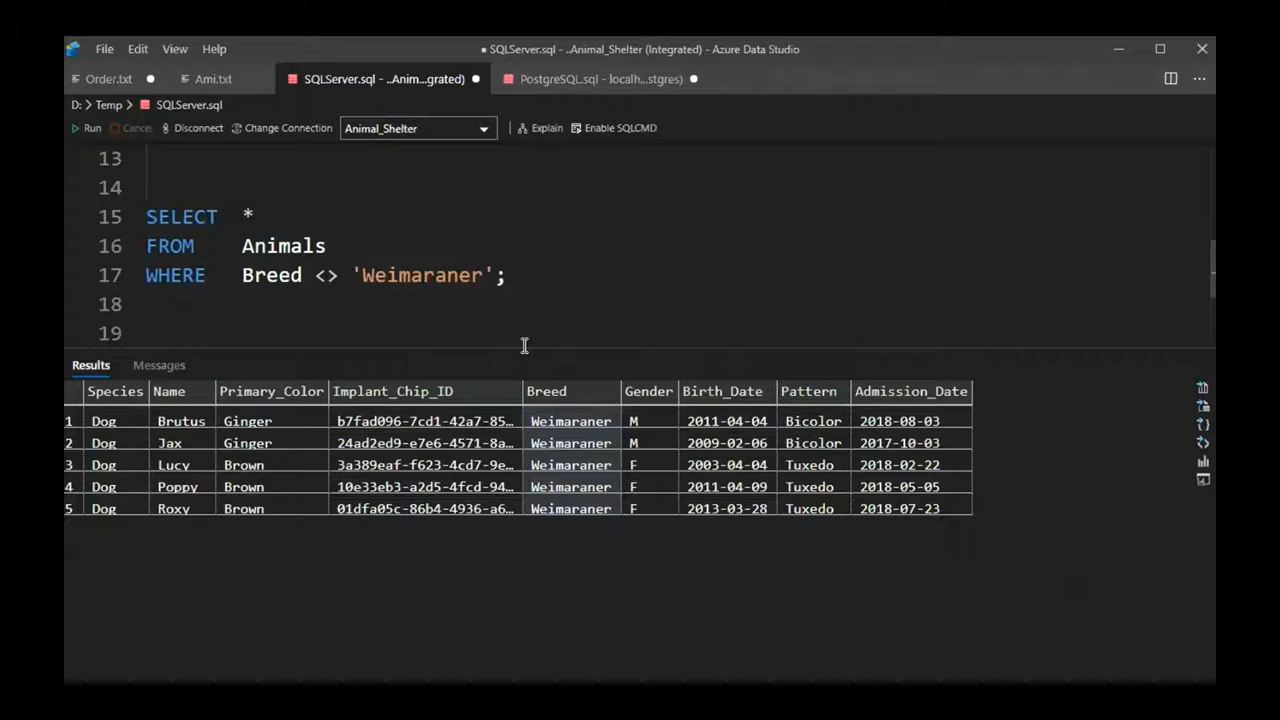 File Edit View Help ● SQLServer.sql - ..Animal_Shelter (Integrated) - Azure Data Studio
Order.txt Ami.txt SQLServer.sql - ..Anim...grated) PostgreSQL.sql - localh...stgres)
D: > Temp > SQLServer.sql
Run Cancel Disconnect Change Connection Animal_Shelter Explain Enable SQLCMD
13
14
15 SELECT *
16 FROM Animals
17 WHERE Breed <> 'Weimaraner';
18
19
Results Messages
Species Name Primary_Color Implant_Chip_ID Breed Gender Birth_Date Pattern Admission_Date
1 Dog Brutus Ginger b7fad096-7cd1-42a7-85... Weimaraner M 2011-04-04 Bicolor 2018-08-03
2 Dog Jax Ginger 24ad2ed9-e7e6-4571-8a... Weimaraner M 2009-02-06 Bicolor 2017-10-03
3 Dog Lucy Brown 3a389eaf-f623-4cd7-9e... Weimaraner F 2003-04-04 Tuxedo 2018-02-22
4 Dog Poppy Brown 10e33eb3-a2d5-4fcd-94... Weimaraner F 2011-04-09 Tuxedo 2018-05-05
5 Dog Roxy Brown 01dfa05c-86b4-4936-a6... Weimaraner F 2013-03-28 Tuxedo 2018-07-23